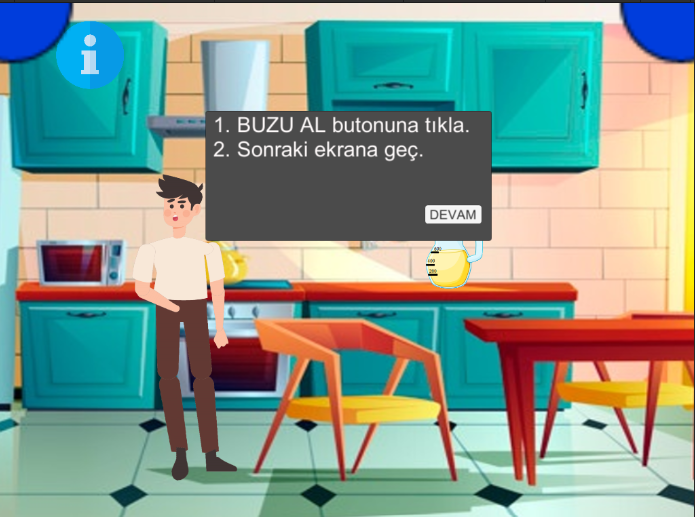 i
1. BUZU AL butonuna tıkla.
2. Sonraki ekrana geç.
DEVAM